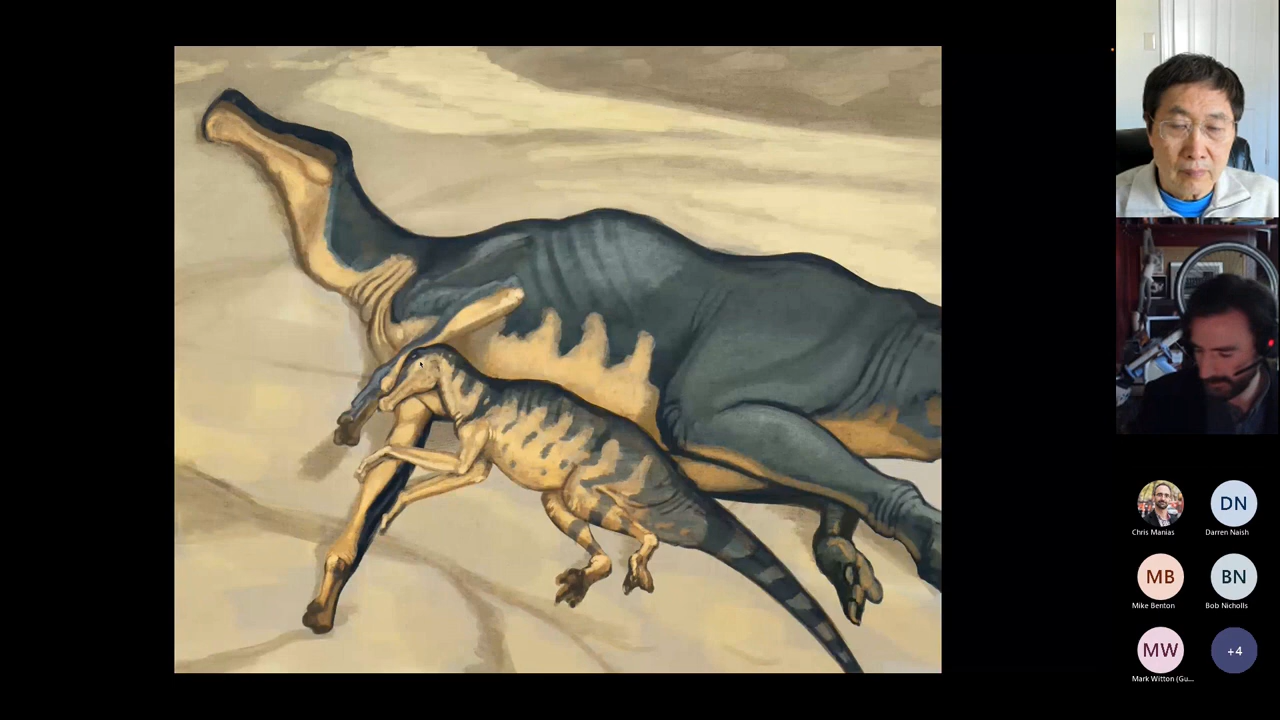 Chris Manias
DN
Darren Naish
MB
Mike Benton
BN
Bob Nicholls
MW
Mark Witton (Gu...
+4